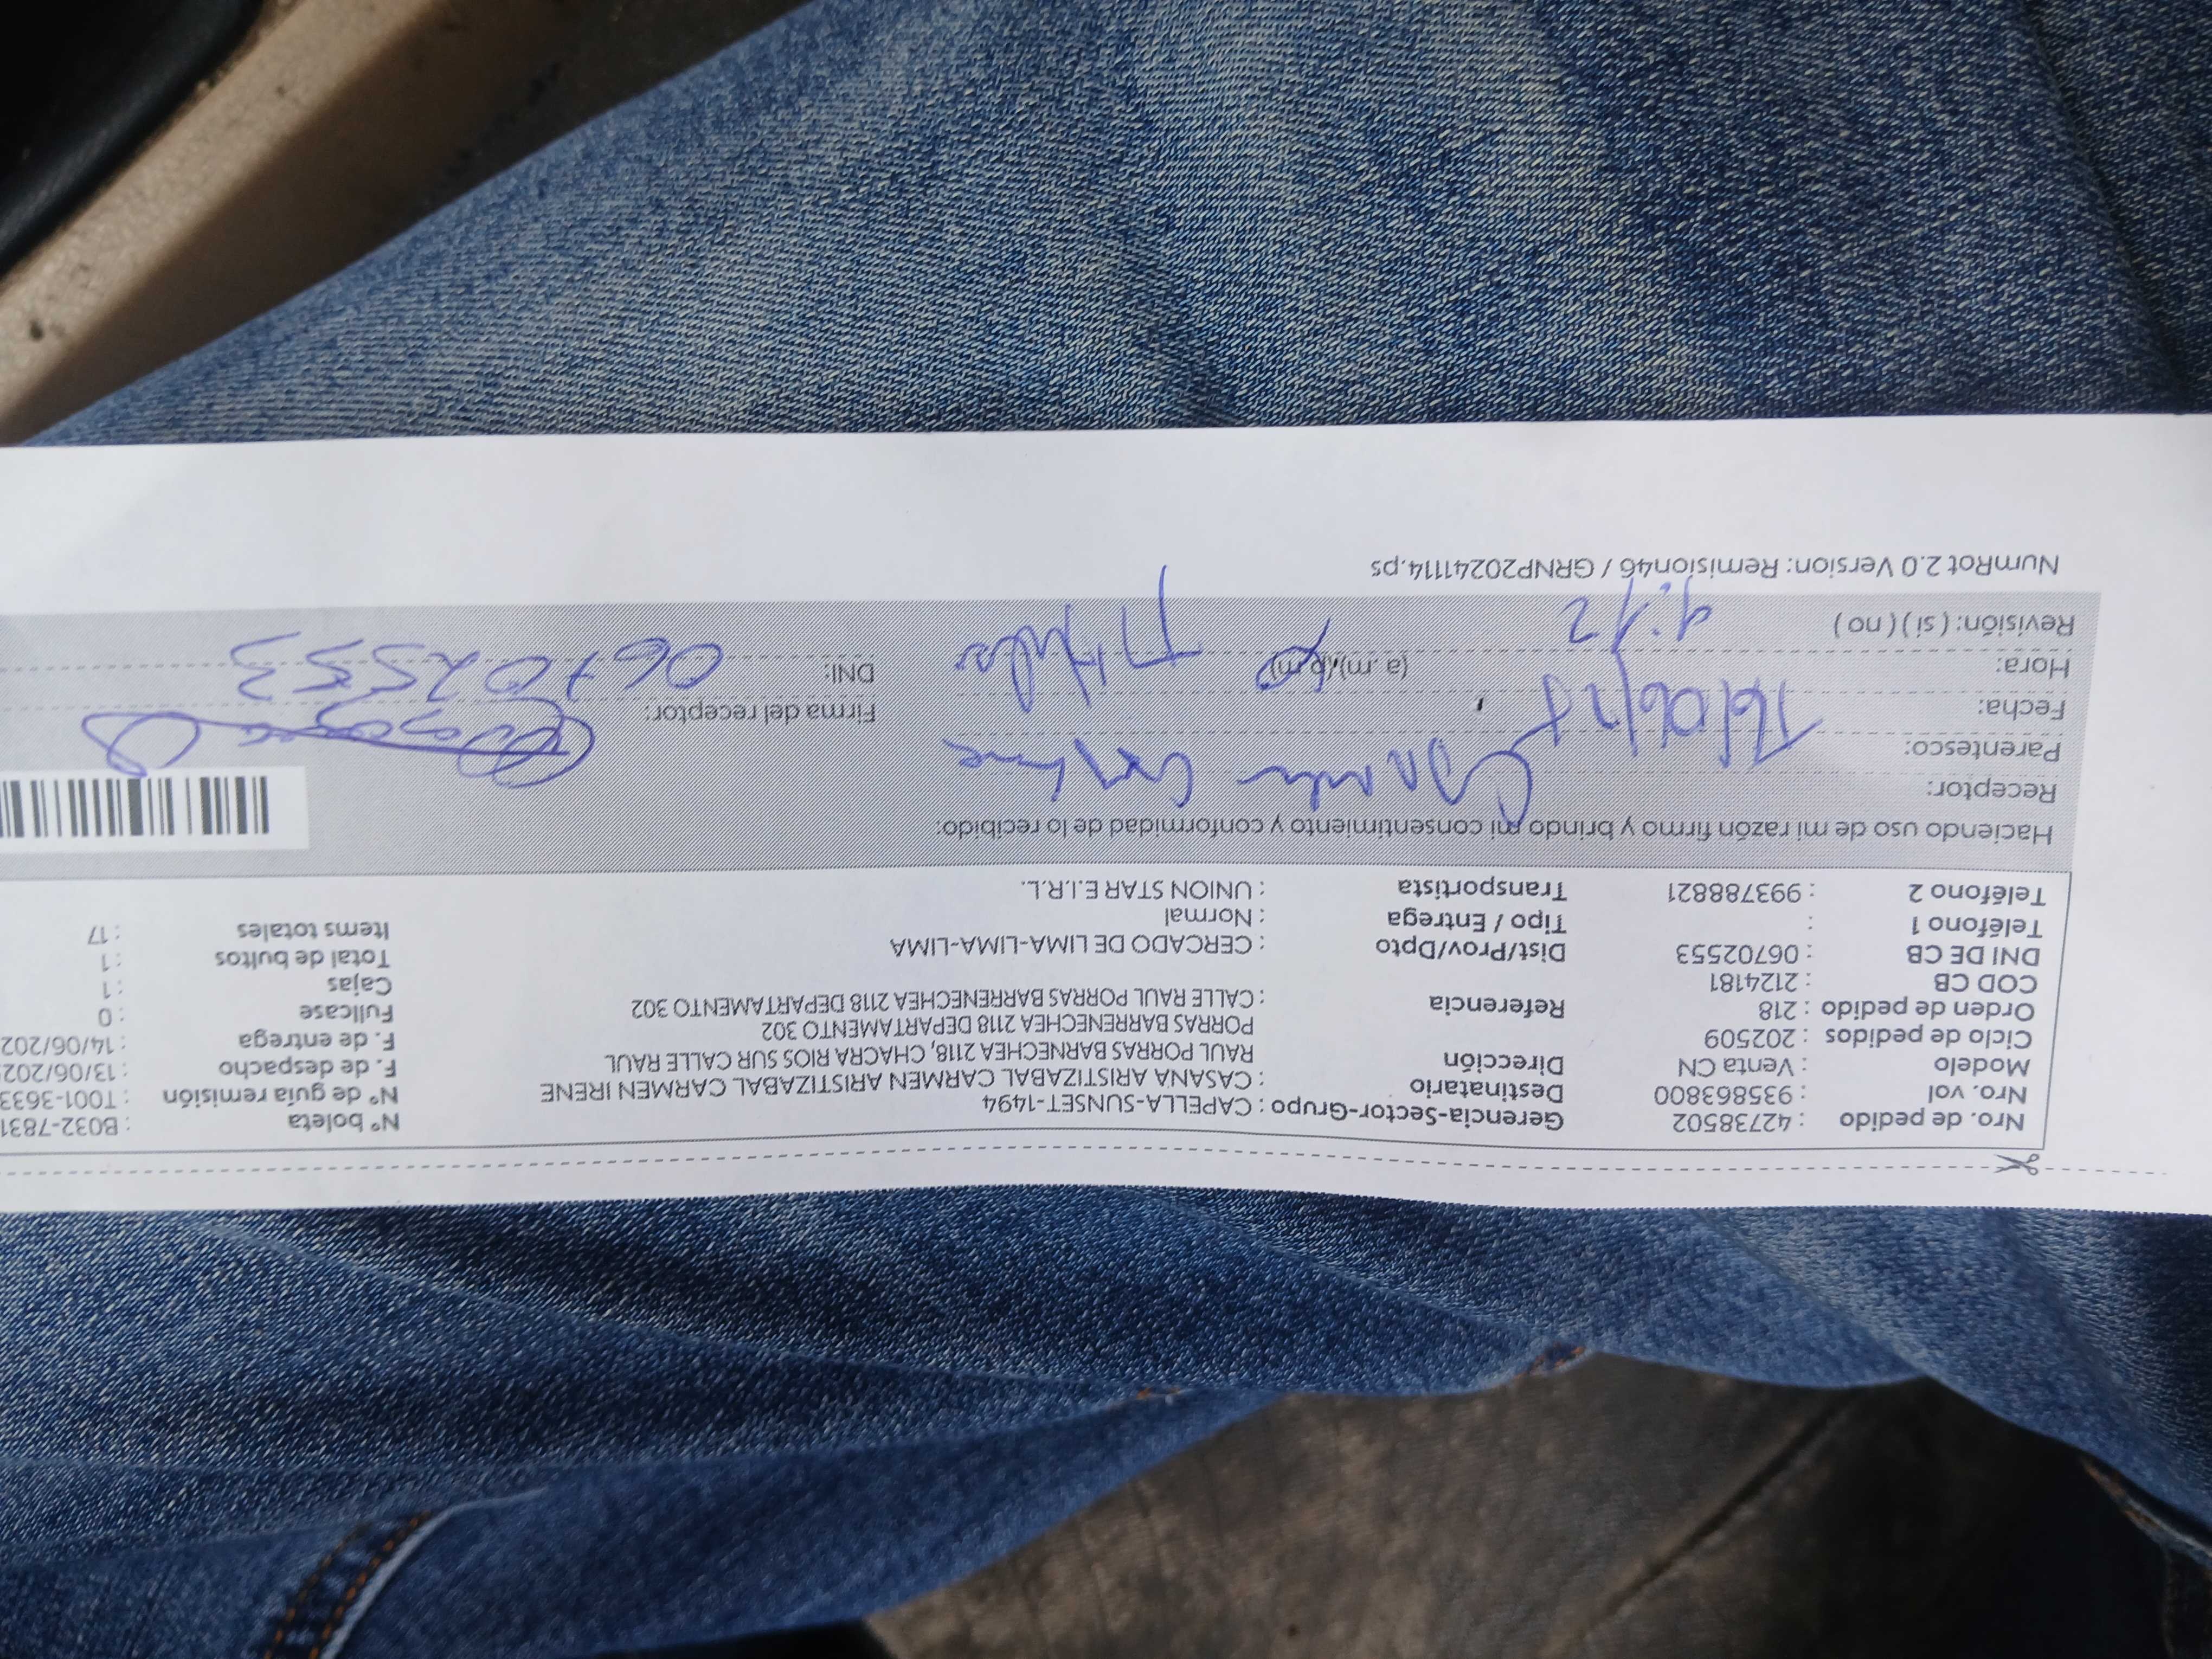 Nro. de pedido : 42738502 Gerencia-Sector-Grupo : CAPELLA-SUNSET-1494 N° boleta : B032-7831
Nro. val : 935863800 Destinatario : CASANA ARISTIZABAL CARMEN ARISTIZABAL CARMEN IRENE N° de guía remisión : T001-3633
Modelo : Venta CN Dirección RAUL PORRAS BARNECHEA 2118, CHACRA RIOS SUR CALLE RAUL F. de despacho : 13/06/202
Ciclo de pedidos : 202509 PORRAS BARRENECHEA 2118 DEPARTAMENTO 302 F. de entrega : 14/06/202
Orden de pedido : 218 Referencia : CALLE RAUL PORRAS BARRENECHEA 2118 DEPARTAMENTO 302 Fullcase : 0
COD CB : 2124181 Cajas : 1
DNI DE CB : 06702553 Dist/Prov/Dpto : CERCADO DE LIMA-LIMA-LIMA Total de bultos : 1
Teléfono 1 : Tipo / Entrega : Normal Items totales : 17
Teléfono 2 : 993788821 Transportista : UNION STAR E.I.R.L.
Haciendo uso de mi razón firmo y brindo mi consentimiento y conformidad de lo recibido:
Receptor:
Parentesco:
Fecha: 16/06/25 Firma del receptor:
Hora: (a.m)/(p.m) DNI: 06702553
Revisión: ( si ) ( no )
NumRot 2.0 Version: Remision46 / GRNP20241114.ps